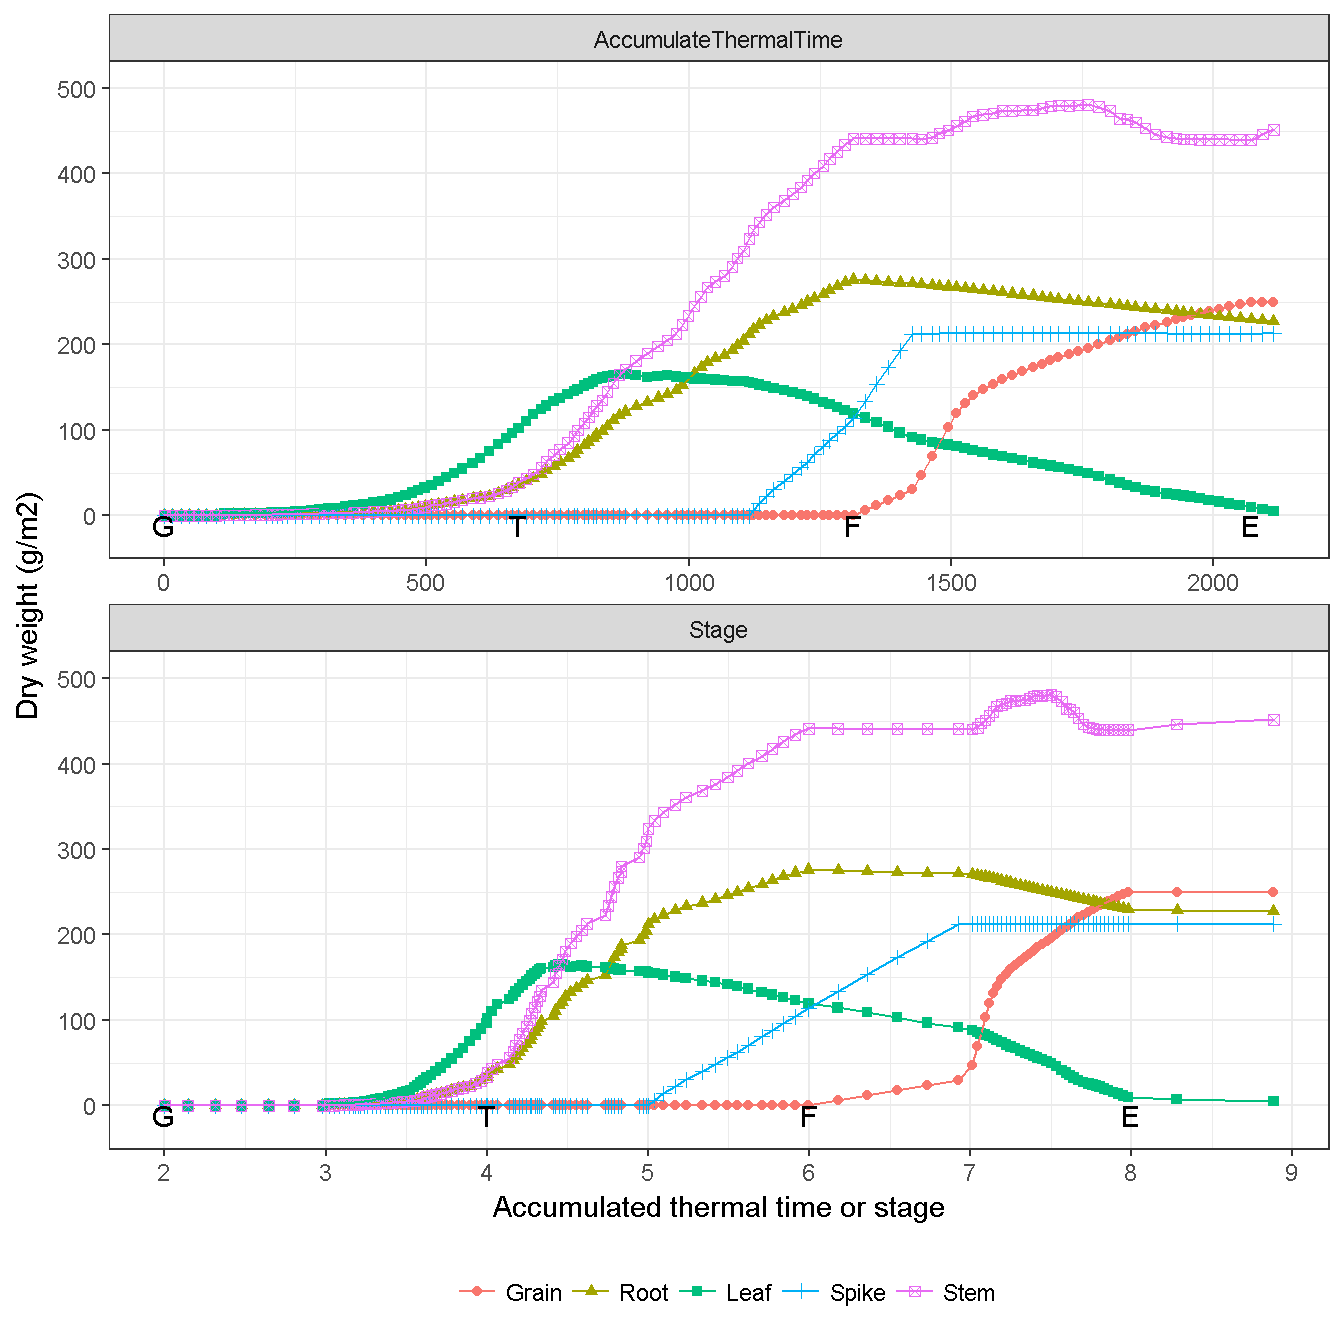 AccumulateThermalTime
500
400
300
200
100
0
G T F E
0 500 1000 1500 2000
Dry weight (g/m2)
Stage
500
400
300
200
100
0
G T F E
2 3 4 5 6 7 8 9
Accumulated thermal time or stage
Grain Root Leaf Spike Stem